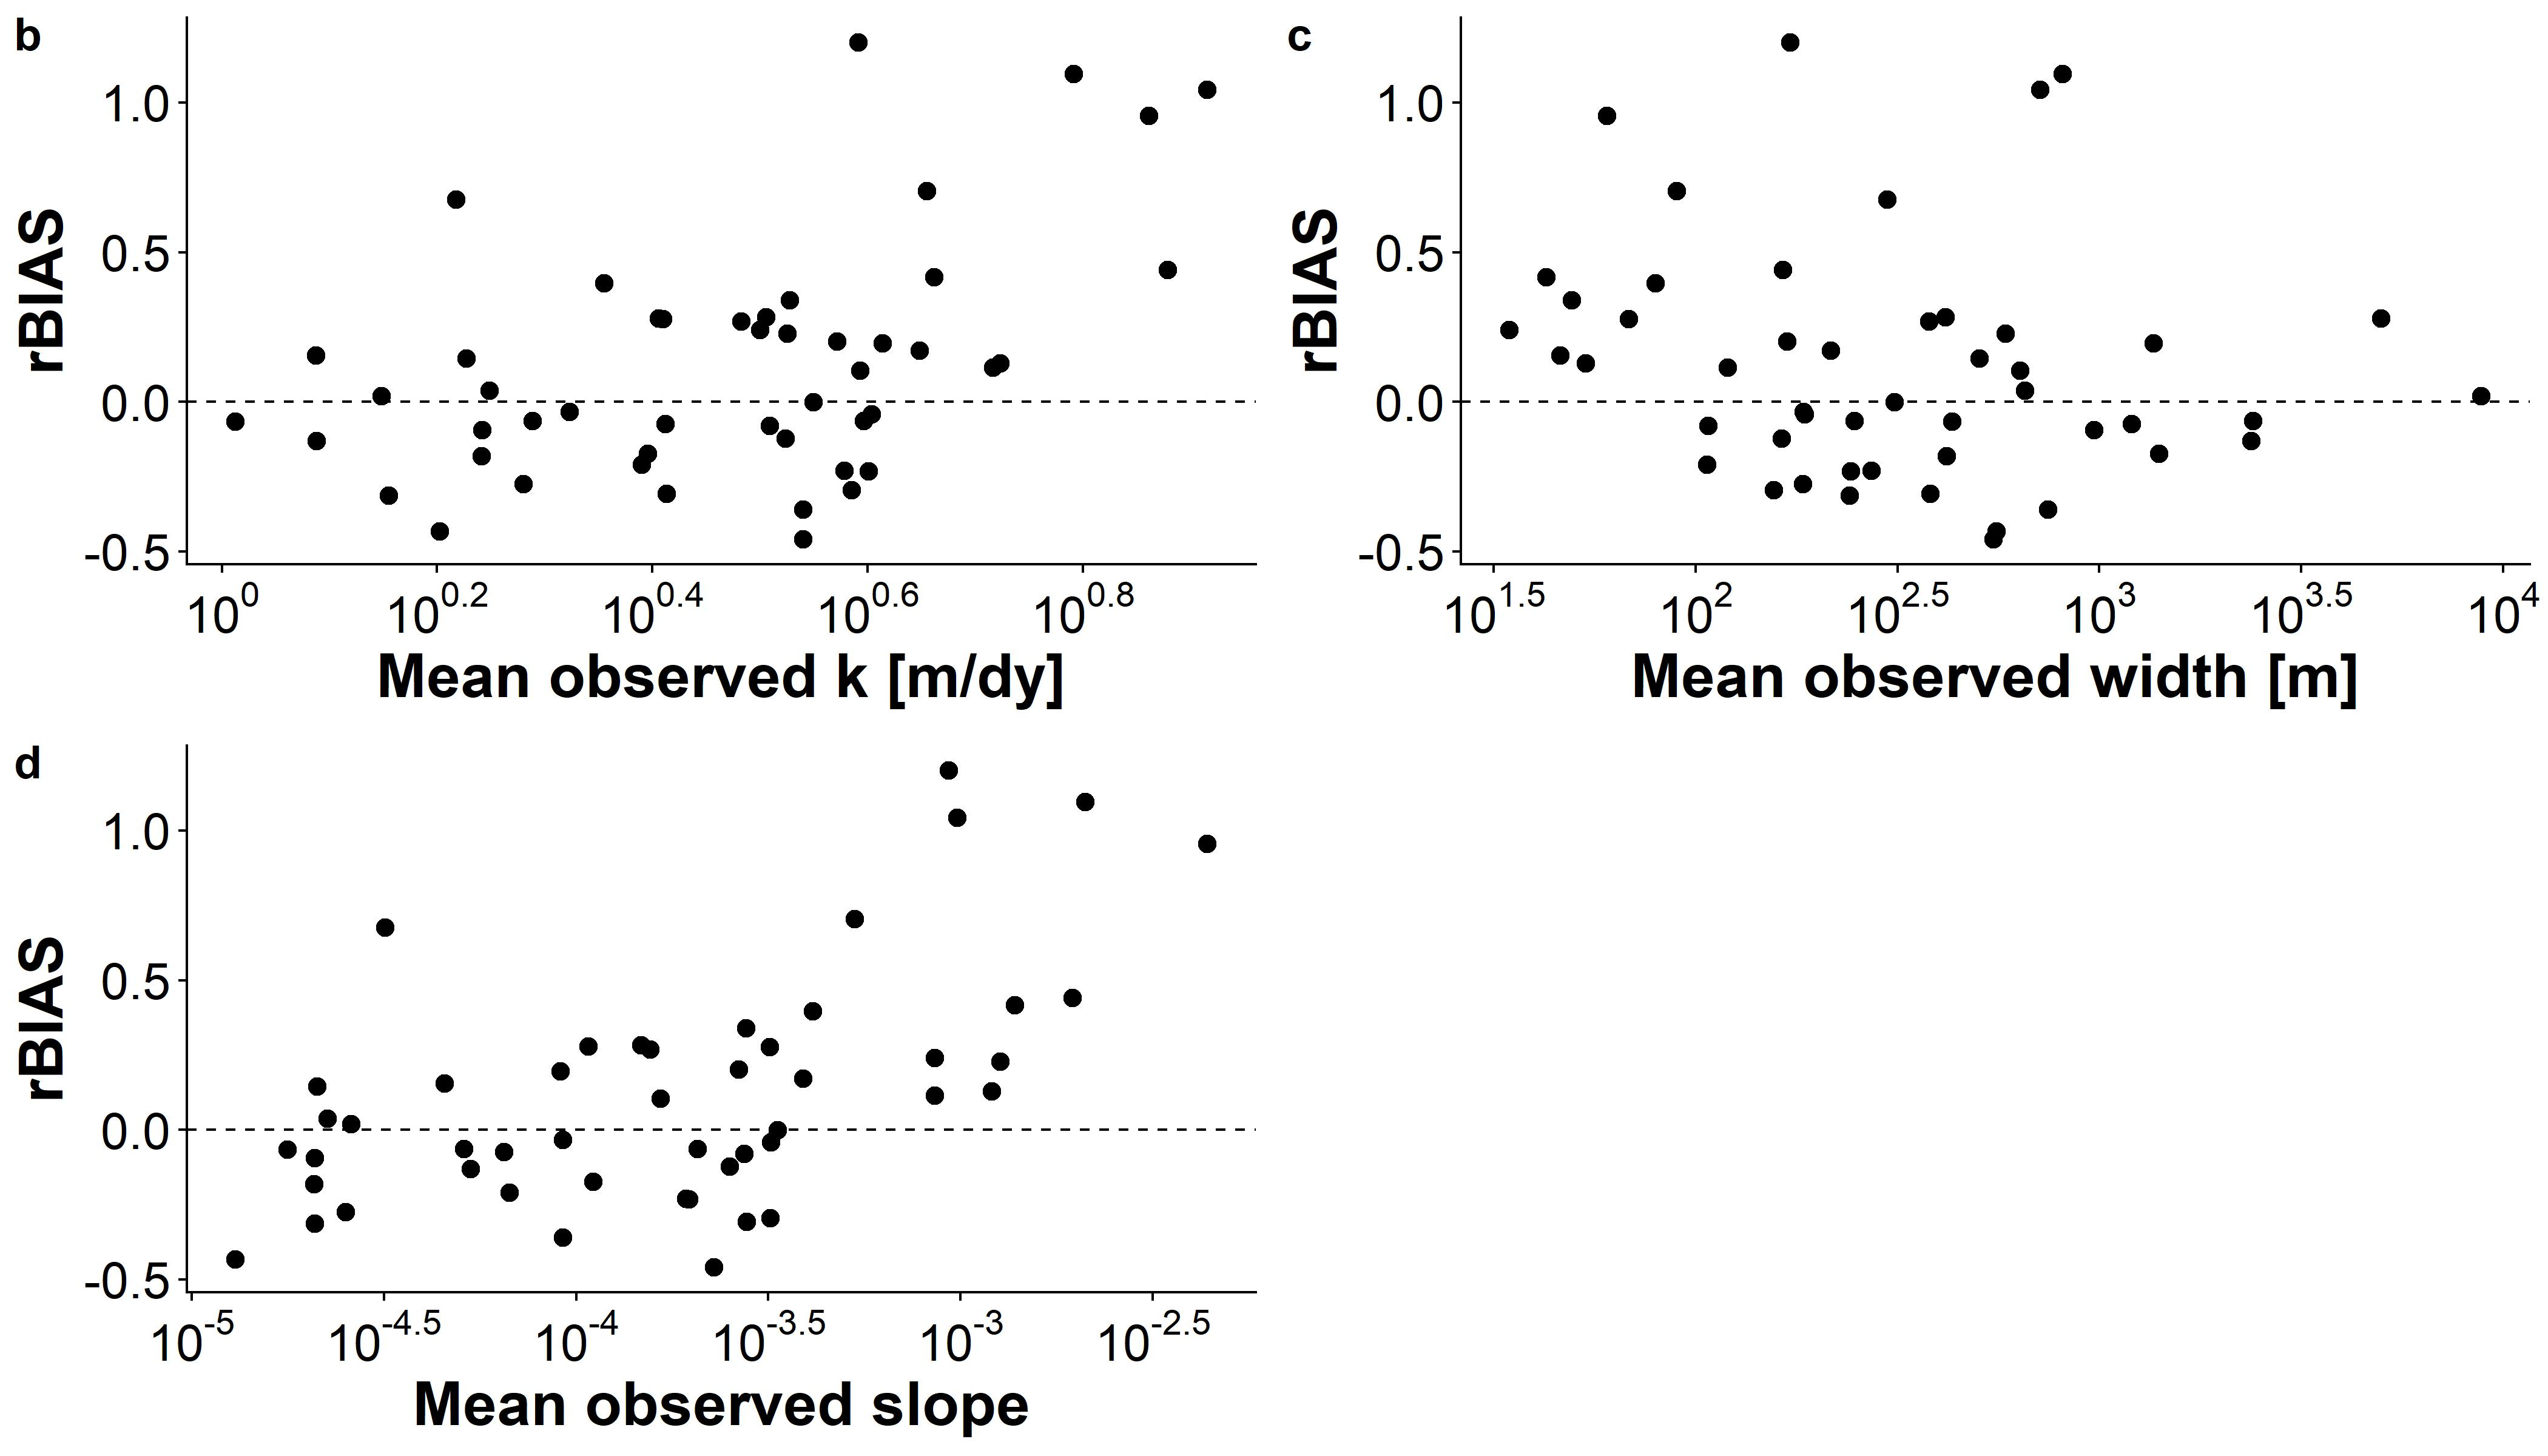 b
rBIAS
1.0
0.5
0.0
-0.5
10^0 10^0.2 10^0.4 10^0.6 10^0.8
Mean observed k [m/dy]
c
rBIAS
1.0
0.5
0.0
-0.5
10^1.5 10^2 10^2.5 10^3 10^3.5 10^4
Mean observed width [m]
d
rBIAS
1.0
0.5
0.0
-0.5
10^-5 10^-4.5 10^-4 10^-3.5 10^-3 10^-2.5
Mean observed slope